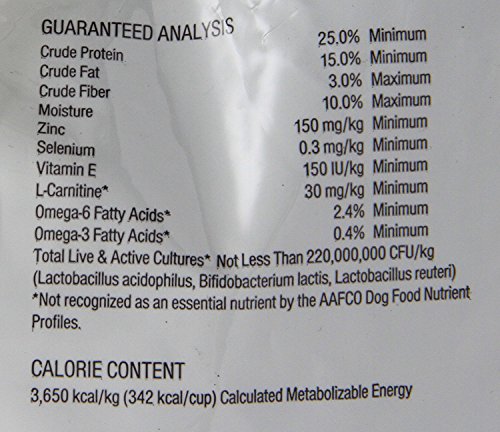 GUARANTEED ANALYSIS
Crude Protein 25.0% Minimum
Crude Fat 15.0% Minimum
Crude Fiber 3.0% Maximum
Moisture 10.0% Maximum
Zinc 150 mg/kg Minimum
Selenium 0.3 mg/kg Minimum
Vitamin E 150 IU/kg Minimum
L-Carnitine* 30 mg/kg Minimum
Omega-6 Fatty Acids* 2.4% Minimum
Omega-3 Fatty Acids* 0.4% Minimum
Total Live & Active Cultures* Not Less Than 220,000,000 CFU/kg
(Lactobacillus acidophilus, Bifidobacterium lactis, Lactobacillus reuteri)
*Not recognized as an essential nutrient by the AAFCO Dog Food Nutrient
Profiles.
CALORIE CONTENT
3,650 kcal/kg (342 kcal/cup) Calculated Metabolizable Energy